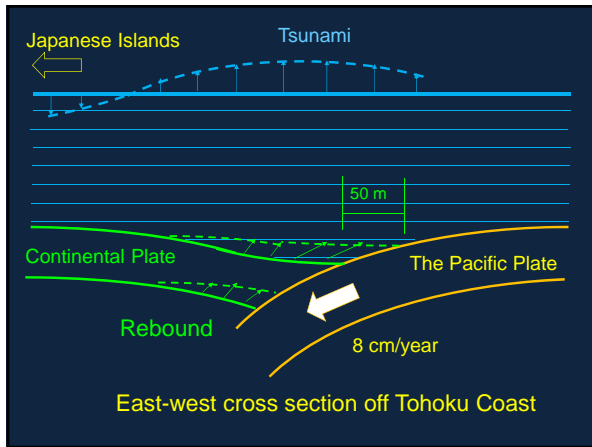 Japanese Islands
Tsunami
50 m
Continental Plate
The Pacific Plate
Rebound
8 cm/year
East-west cross section off Tohoku Coast